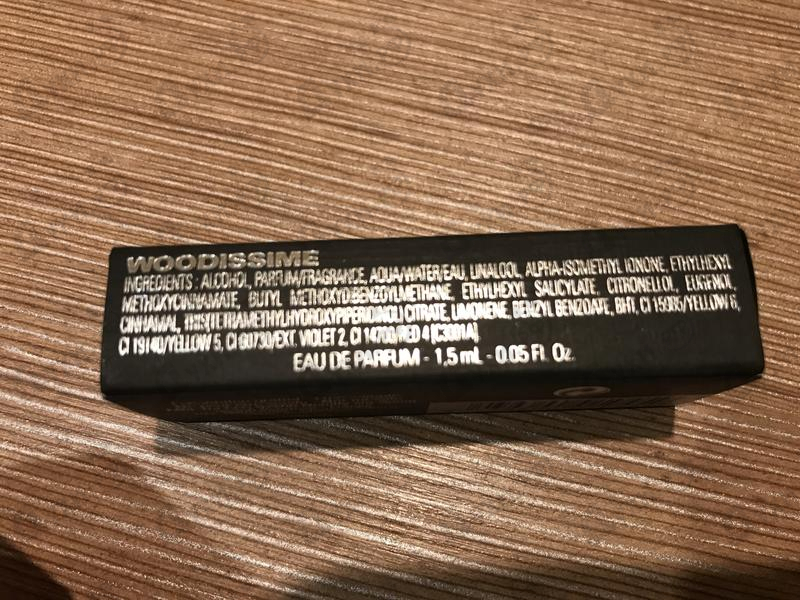 WOODISSIME
INGREDIENTS : ALCOHOL, PARFUM/FRAGRANCE, AQUA/WATER/EAU, LINALOOL, ALPHA-ISOMETHYL IONONE, ETHYLHEXYL
METHOXYCINNAMATE, BUTYL METHOXYDIBENZOYLMETHANE, ETHYLHEXYL SALICYLATE, CITRONELLOL, EUGENOL,
CINNAMAL, TRIS(TETRAMETHYLHYDROXYPIPERIDINOL) CITRATE, LIMONENE, BENZYL BENZOATE, BHT, CI 15985/YELLOW 6,
CI 19140/YELLOW 5, CI 60730/EXT. VIOLET 2, CI 14700/RED 4 [C3091A]
EAU DE PARFUM - 1,5 mL - 0.05 Fl. Oz.